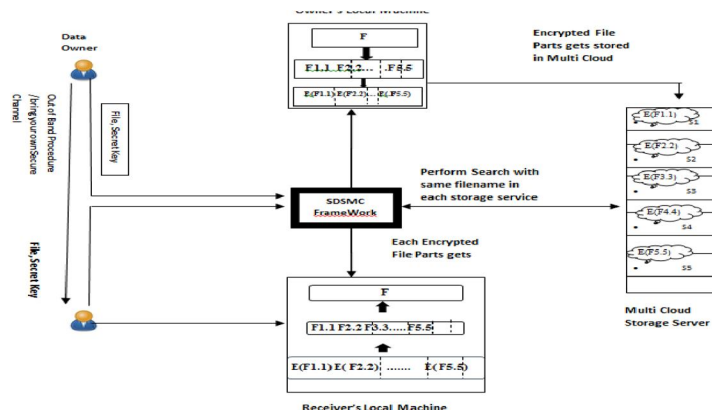 Owner's Local Machine
Data
Owner
F
F1.1 F2.2.... .F5.5
E(F1.1) E(F2.2)....E(.F5.5)
Encrypted File
Parts gets stored
in Multi Cloud
Out of Band Procedure
/bring your own Secure
Channel
File, Secret Key
File, Secret Key
E(F1.1)
S1
S2
E(F2.2)
E(F3.3)
S3
E(F4.4)
S4
E(F5.5)
S5
Perform Search with
same filename in
each storage service
SDSMC
FrameWork
Each Encrypted
File Parts gets
F
F1.1 F2.2 F3.3.....F5.5
E(F1.1) E( F2.2) ....... E( F5.5)
Multi Cloud
Storage Server
Receiver's Local Machine